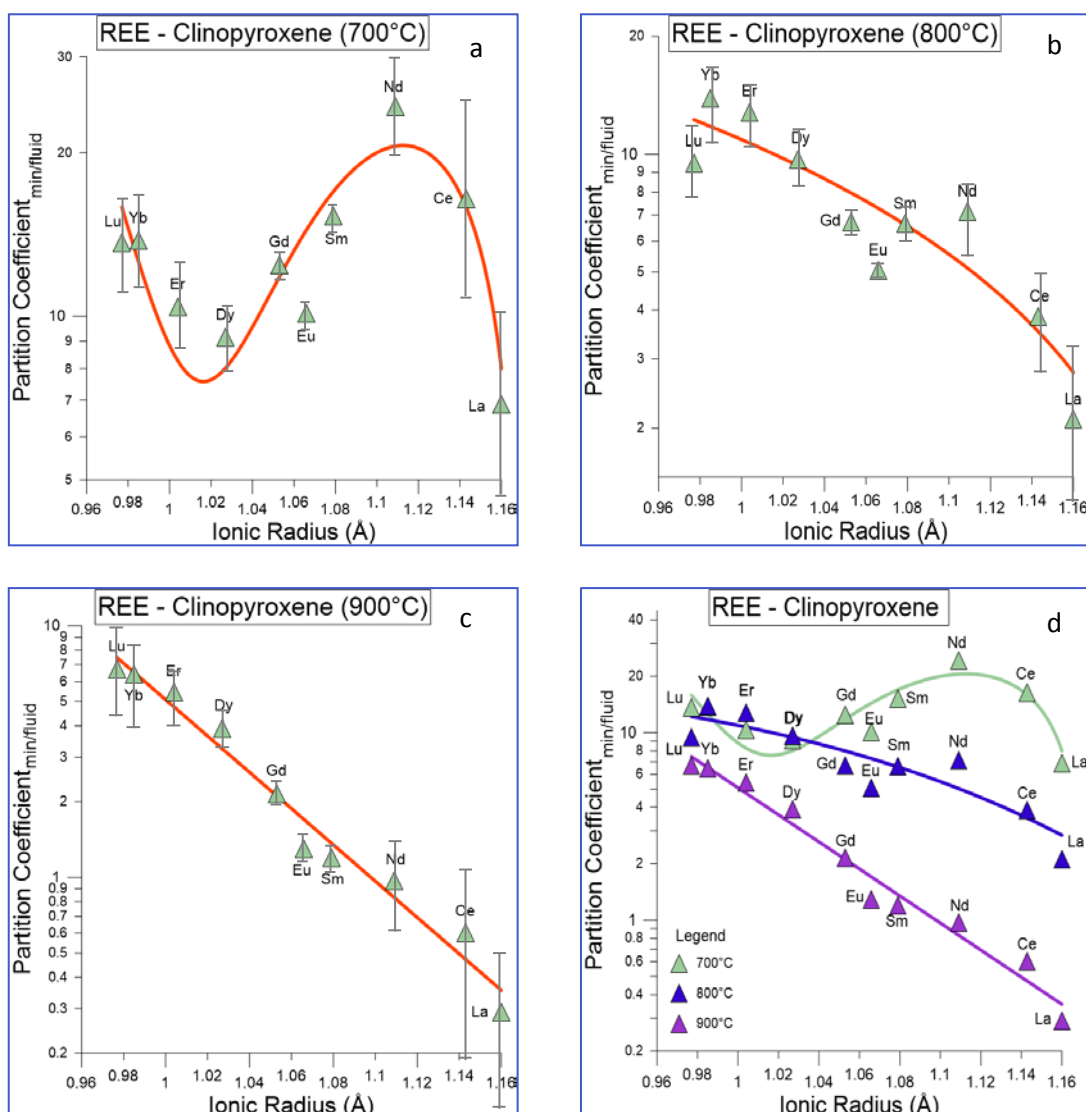 REE - Clinopyroxene (700°C)
a
Partition Coefficient min/fluid
30
20
10
9
8
7
6
5
Lu
Yb
Er
Dy
Gd
Eu
Sm
Nd
Ce
La
0.96
0.98
1
1.02
1.04
1.06
1.08
1.1
1.12
1.14
1.16
Ionic Radius (Å)
REE - Clinopyroxene (800°C)
b
Partition Coefficient min/fluid
20
10
9
8
7
6
5
4
3
2
Lu
Yb
Er
Dy
Gd
Eu
Sm
Nd
Ce
La
0.96
0.98
1
1.02
1.04
1.06
1.08
1.1
1.12
1.14
1.16
Ionic Radius (Å)
REE - Clinopyroxene (900°C)
c
Partition Coefficient min/fluid
10
9
8
7
6
5
4
3
2
1
0.9
0.8
0.7
0.6
0.5
0.4
0.3
0.2
Lu
Yb
Er
Dy
Gd
Eu
Sm
Nd
Ce
La
0.96
0.98
1
1.02
1.04
1.06
1.08
1.1
1.12
1.14
1.16
Ionic Radius (Å)
REE - Clinopyroxene
d
Partition Coefficient min/fluid
40
20
10
8
6
4
2
1
0.8
0.6
0.4
0.2
Lu
Yb
Er
Dy
Gd
Eu
Sm
Nd
Ce
La
Gd
Eu
Sm
Nd
Ce
La
Lu
Yb
Er
Dy
Gd
Eu
Sm
Nd
Ce
La
Legend
700°C
800°C
900°C
0.96
0.98
1
1.02
1.04
1.06
1.08
1.1
1.12
1.14
1.16
Ionic Radius (Å)